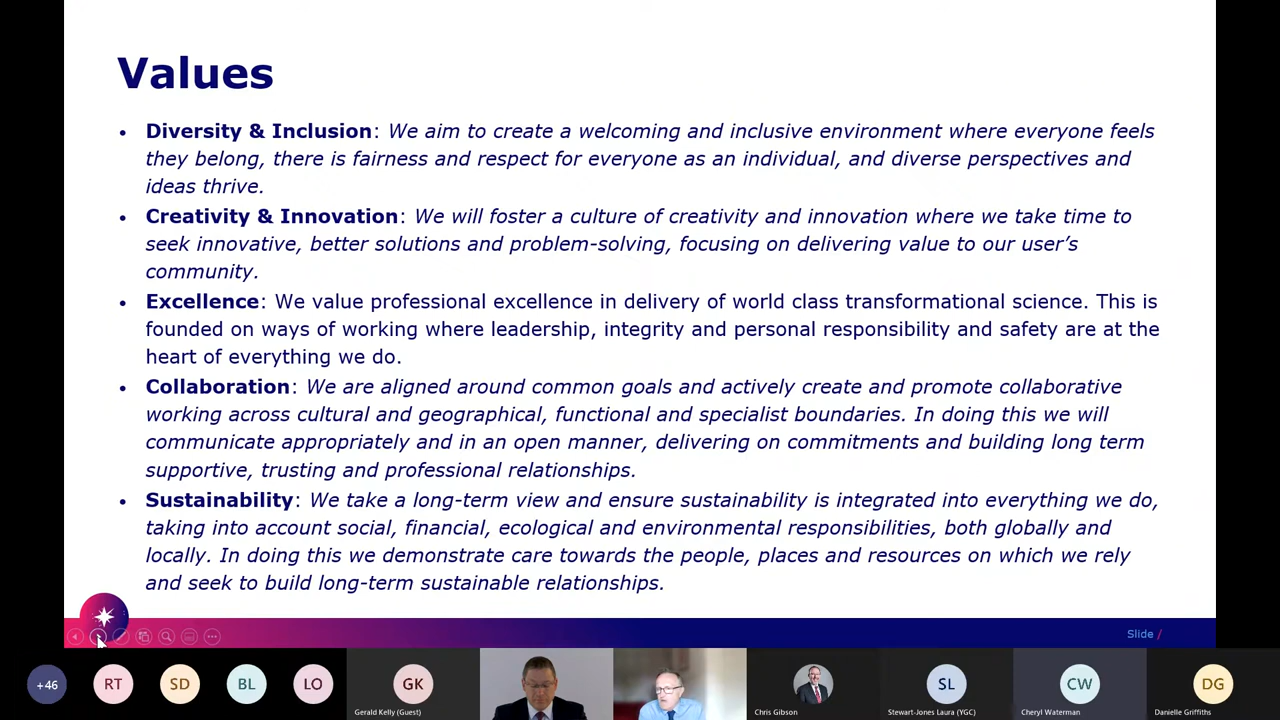 Values
• Diversity & Inclusion: We aim to create a welcoming and inclusive environment where everyone feels
they belong, there is fairness and respect for everyone as an individual, and diverse perspectives and
ideas thrive.
• Creativity & Innovation: We will foster a culture of creativity and innovation where we take time to
seek innovative, better solutions and problem-solving, focusing on delivering value to our user’s
community.
• Excellence: We value professional excellence in delivery of world class transformational science. This is
founded on ways of working where leadership, integrity and personal responsibility and safety are at the
heart of everything we do.
• Collaboration: We are aligned around common goals and actively create and promote collaborative
working across cultural and geographical, functional and specialist boundaries. In doing this we will
communicate appropriately and in an open manner, delivering on commitments and building long term
supportive, trusting and professional relationships.
• Sustainability: We take a long-term view and ensure sustainability is integrated into everything we do,
taking into account social, financial, ecological and environmental responsibilities, both globally and
locally. In doing this we demonstrate care towards the people, places and resources on which we rely
and seek to build long-term sustainable relationships.
Slide /
+46 RT SD BL LO GK SL CW DG
Gerald Kelly (Guest) Chris Gibson Stewart-Jones Laura (YGC) Cheryl Waterman Danielle Griffiths